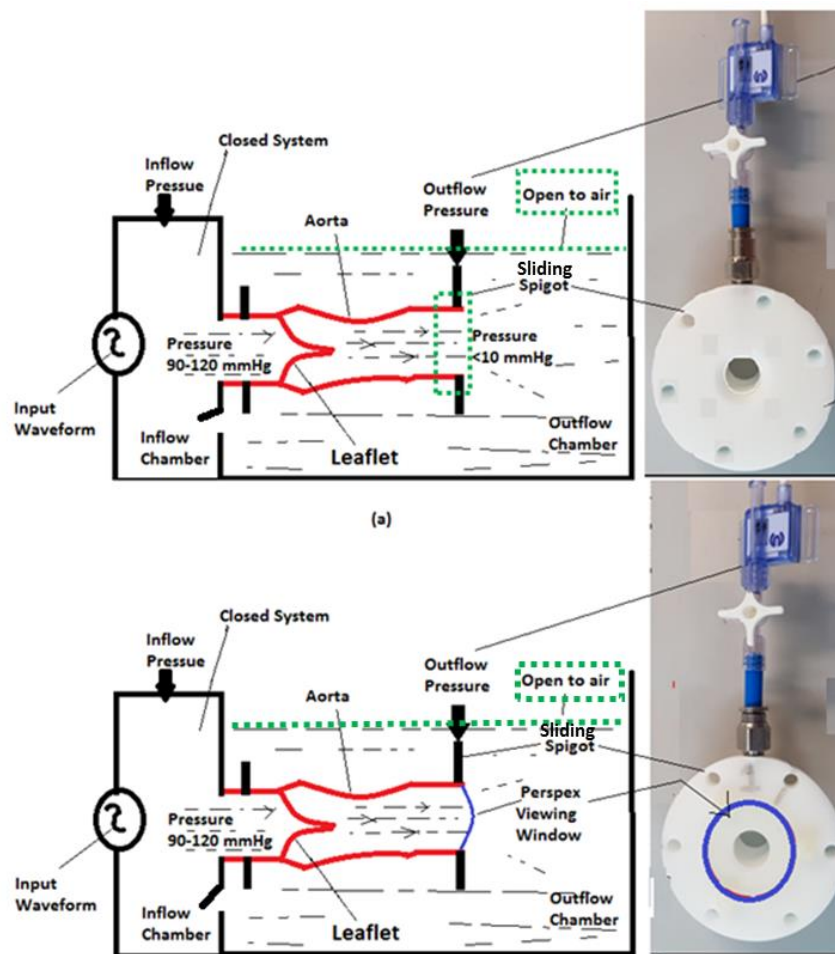 Closed System
Inflow
Pressue
Outflow
Pressure
Open to air
Aorta
Sliding
Spigot
Pressure
90-120 mmHg
Pressure
<10 mmHg
Input
Waveform
Inflow
Chamber
Leaflet
Outflow
Chamber
(a)
Closed System
Inflow
Pressue
Outflow
Pressure
Open to air
Aorta
Sliding
Spigot
Pressure
90-120 mmHg
Perspex
Viewing
Window
Input
Waveform
Inflow
Chamber
Leaflet
Outflow
Chamber